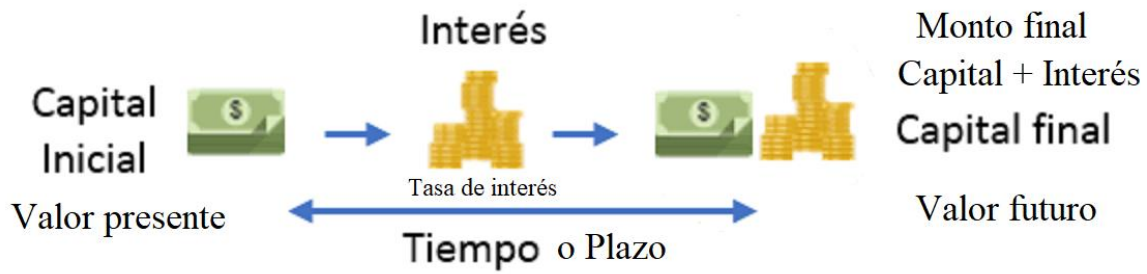 Capital
Inicial
Valor presente
$
Interés
Tasa de interés
Tiempo o Plazo
$
Monto final
Capital + Interés
Capital final
Valor futuro